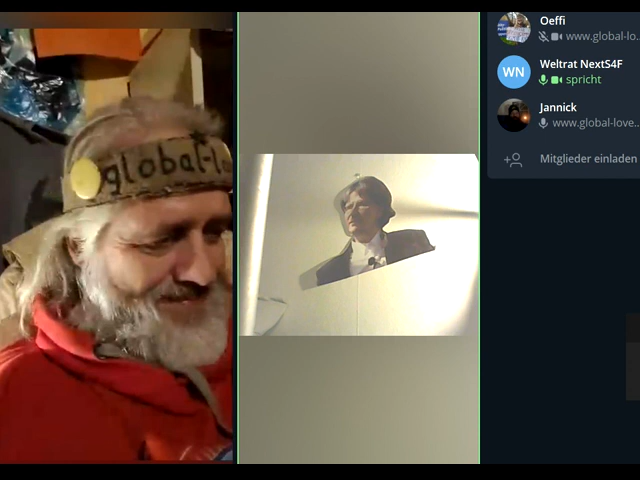 global-l
Oeffi
www.global-lo..
WN
Weltrat NextS4F
spricht
Jannick
www.global-love..
Mitglieder einladen